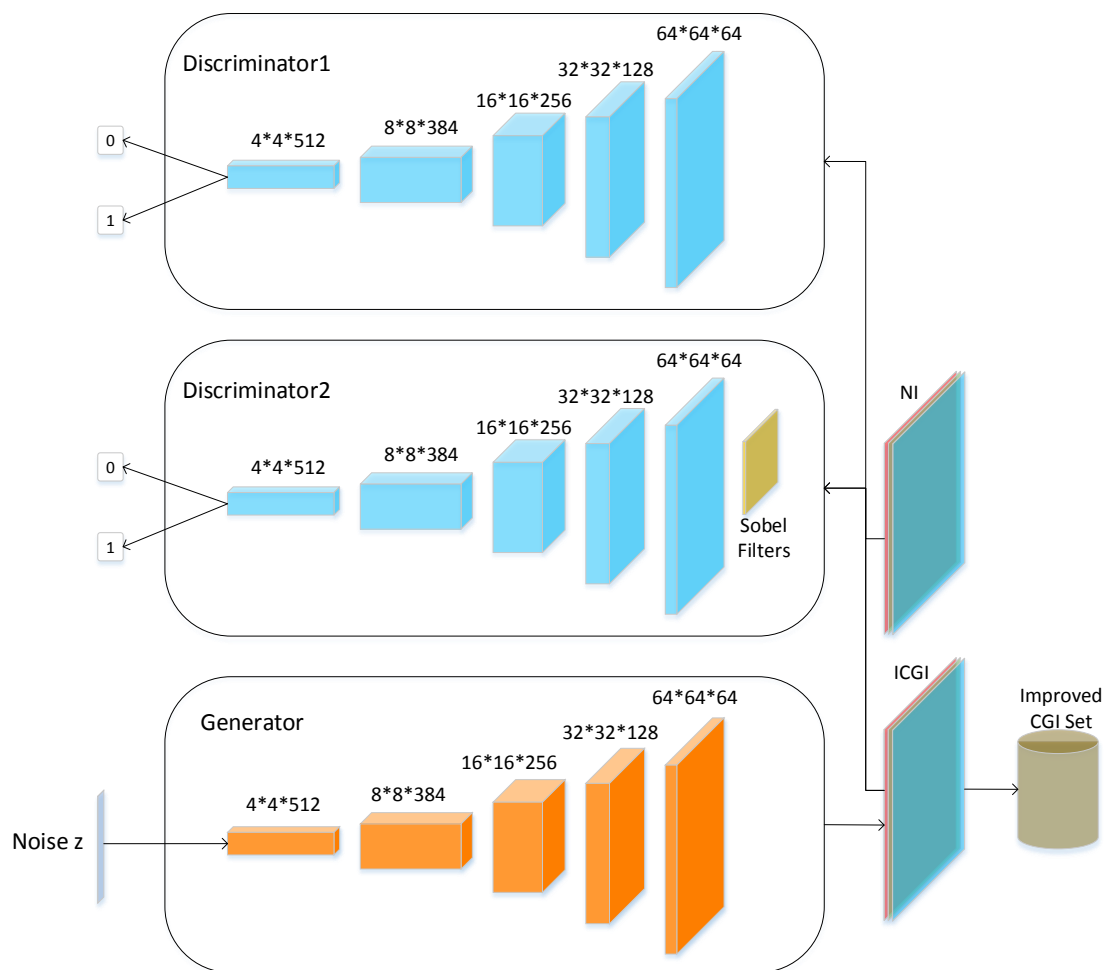 Discriminator1
64*64*64
32*32*128
16*16*256
8*8*384
4*4*512
0
1
Discriminator2
64*64*64
32*32*128
16*16*256
8*8*384
4*4*512
0
1
Sobel
Filters
NI
Generator
64*64*64
32*32*128
16*16*256
8*8*384
4*4*512
Noise z
ICGI
Improved
CGI Set